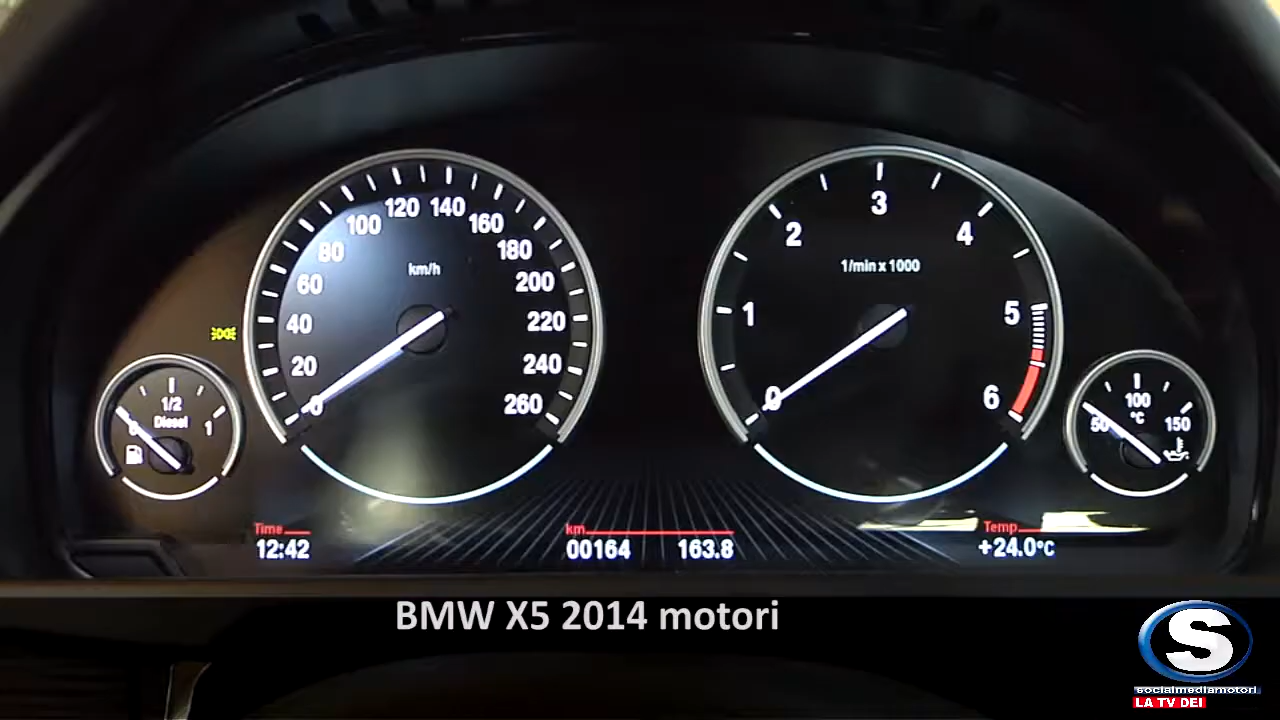 120 140
100 160
80 180
60 200
40 220
20 240
0 260
km/h
3
2 4
1 5
0 6
1/min x 1000
1/2
Diesel
0 1
100
°C
50 150
Time
12:42
km
00164 163.8
Temp
+24.0°C
BMW X5 2014 motori
S
socialmediamotori
LA TV DEI